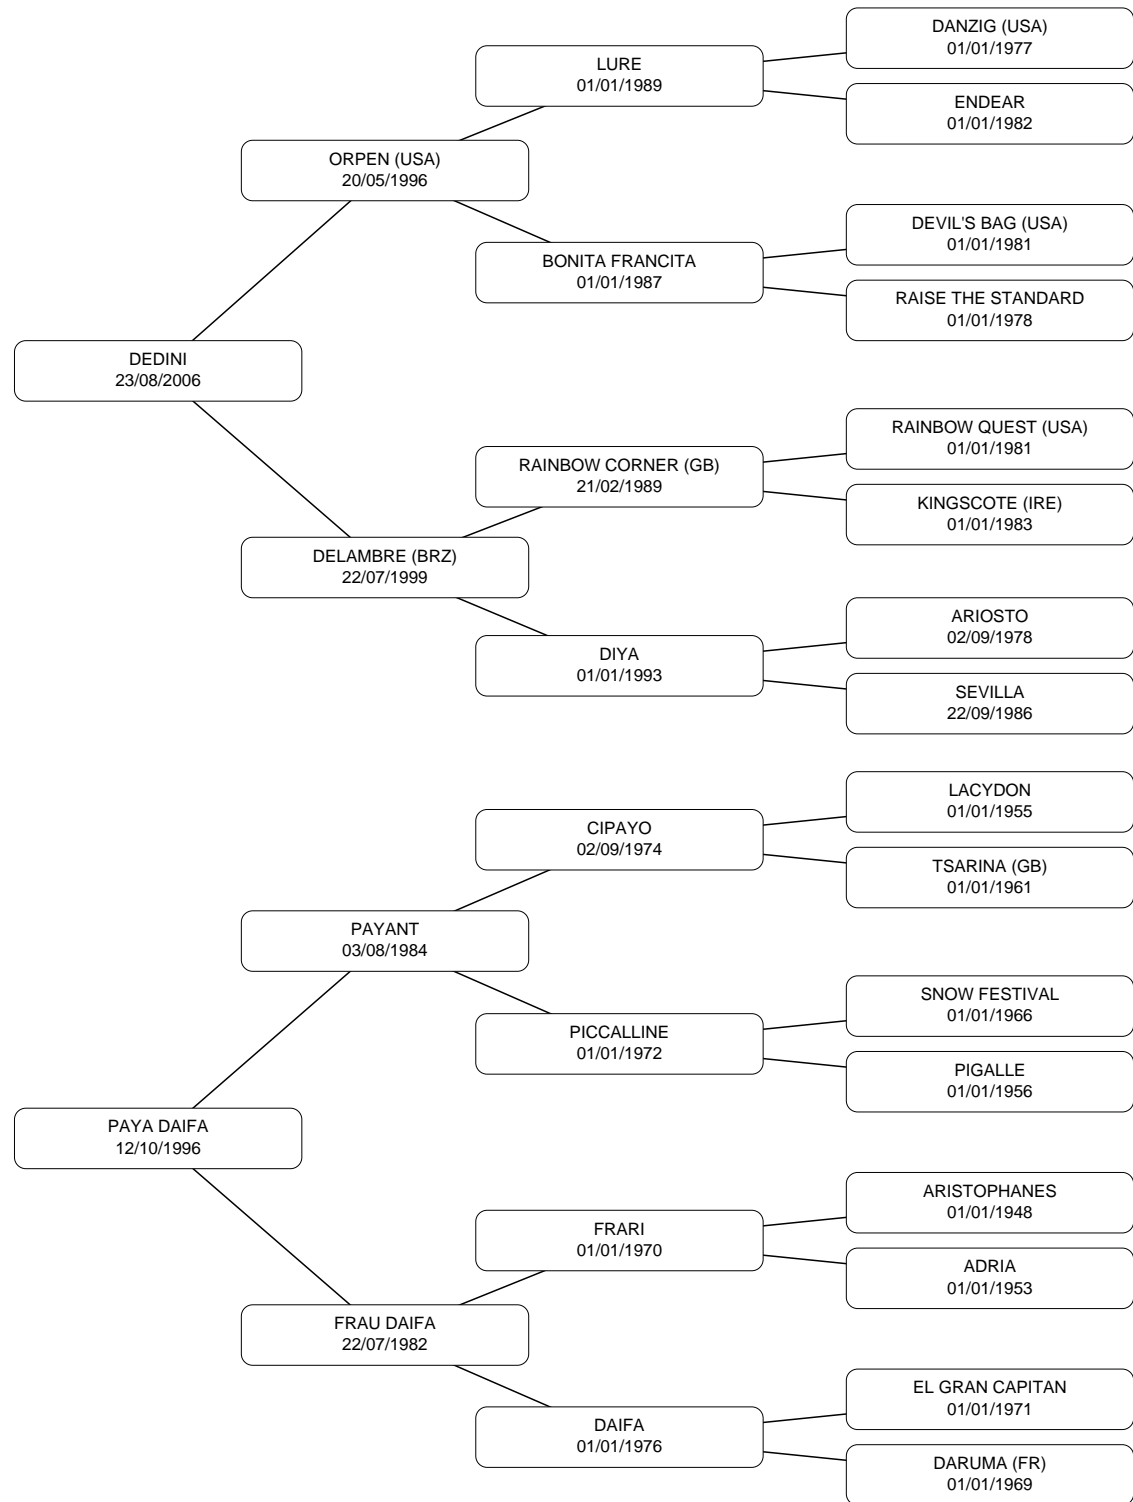 DANZIG (USA)
01/01/1977
LURE
01/01/1989
ENDEAR
01/01/1982
ORPEN (USA)
20/05/1996
DEVIL'S BAG (USA)
01/01/1981
BONITA FRANCITA
01/01/1987
RAISE THE STANDARD
01/01/1978
DEDINI
23/08/2006
RAINBOW QUEST (USA)
01/01/1981
RAINBOW CORNER (GB)
21/02/1989
KINGSCOTE (IRE)
01/01/1983
DELAMBRE (BRZ)
22/07/1999
ARIOSTO
02/09/1978
DIYA
01/01/1993
SEVILLA
22/09/1986
LACYDON
01/01/1955
CIPAYO
02/09/1974
TSARINA (GB)
01/01/1961
PAYANT
03/08/1984
SNOW FESTIVAL
01/01/1966
PICCALLINE
01/01/1972
PIGALLE
01/01/1956
PAYA DAIFA
12/10/1996
ARISTOPHANES
01/01/1948
FRARI
01/01/1970
ADRIA
01/01/1953
FRAU DAIFA
22/07/1982
EL GRAN CAPITAN
01/01/1971
DAIFA
01/01/1976
DARUMA (FR)
01/01/1969